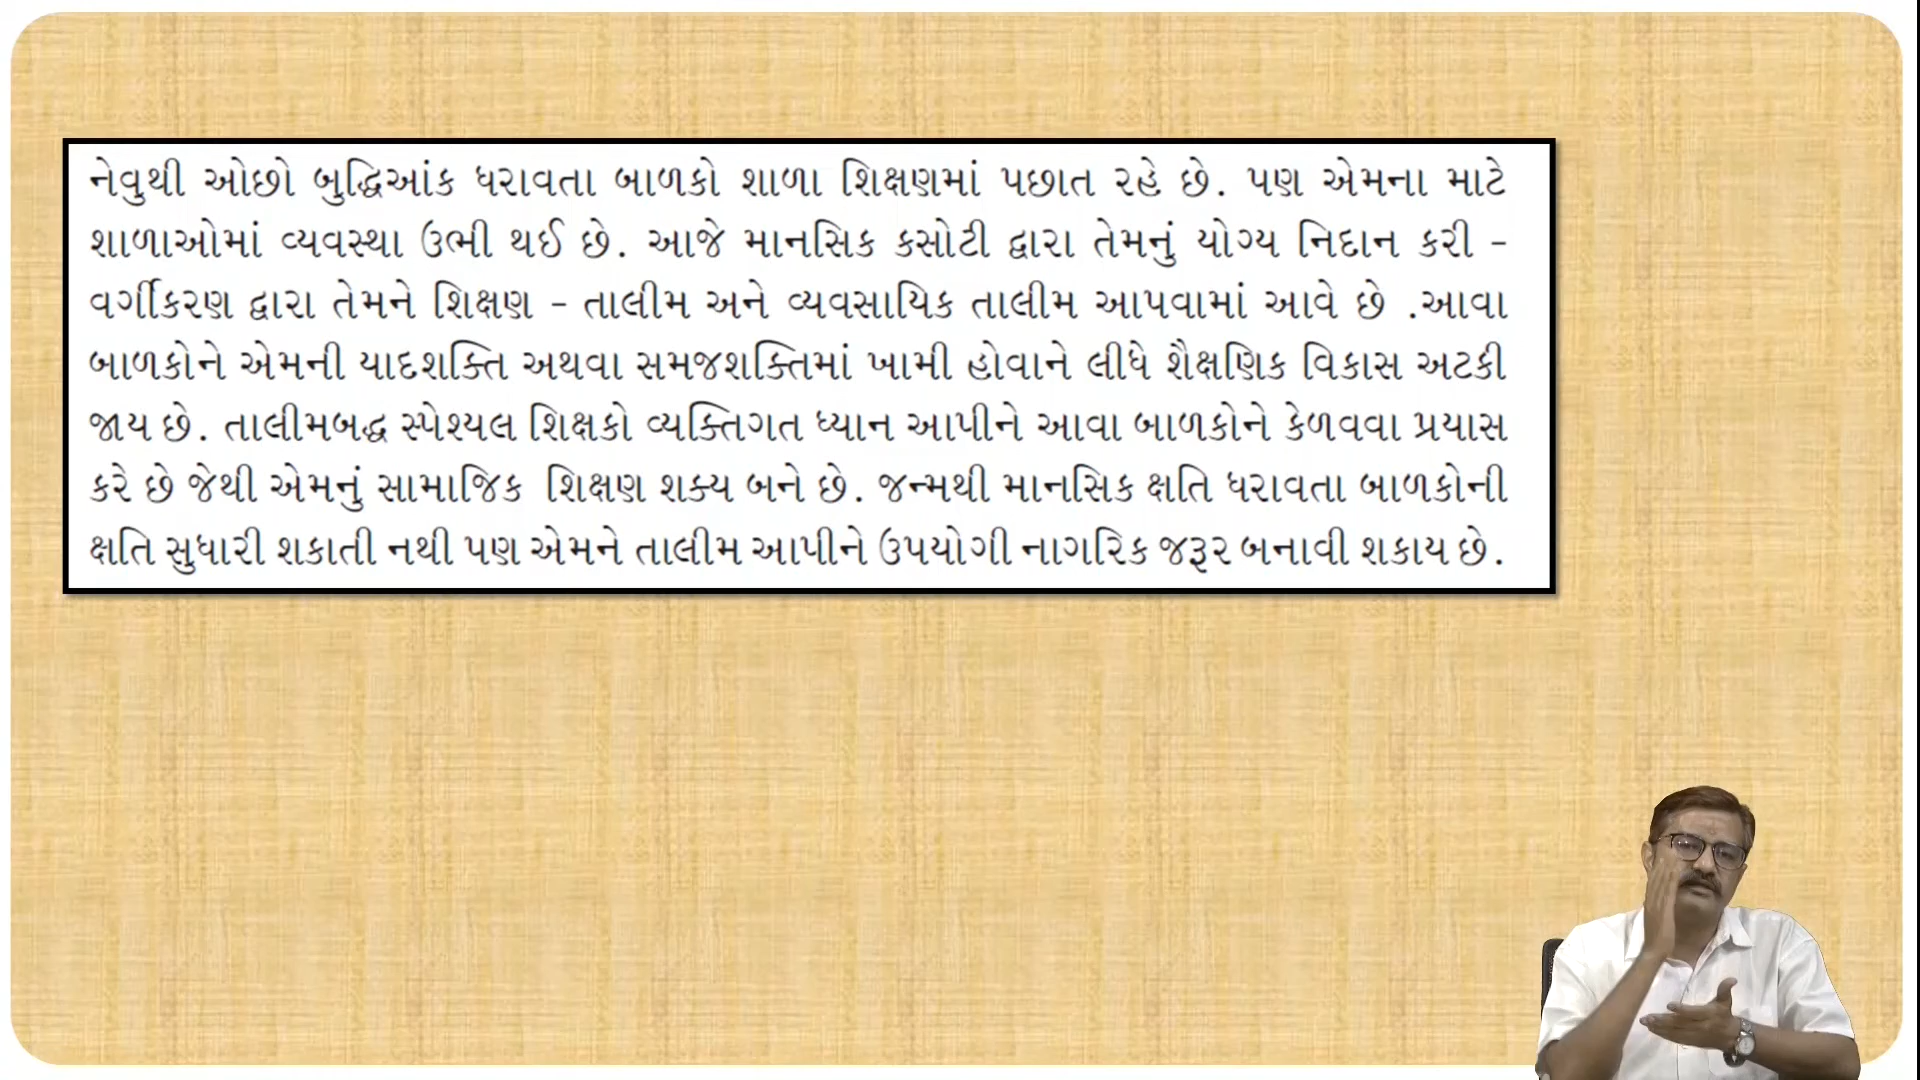 નેવુથી ઓછો બુદ્ધિઆંક ધરાવતા બાળકો શાળા શિક્ષણમાં પછાત રહે છે. પણ એમના માટે
શાળાઓમાં વ્યવસ્થા ઉભી થઈ છે. આજે માનસિક કસોટી દ્વારા તેમનું યોગ્ય નિદાન કરી -
વર્ગીકરણ દ્વારા તેમને શિક્ષણ - તાલીમ અને વ્યવસાયિક તાલીમ આપવામાં આવે છે .આવા
બાળકોને એમની યાદશક્તિ અથવા સમજશક્તિમાં ખામી હોવાને લીધે શૈક્ષણિક વિકાસ અટકી
જાય છે. તાલીમબદ્ધ સ્પેશ્યલ શિક્ષકો વ્યક્તિગત ધ્યાન આપીને આવા બાળકોને કેળવવા પ્રયાસ
કરે છે જેથી એમનું સામાજિક શિક્ષણ શક્ય બને છે. જન્મથી માનસિક ક્ષતિ ધરાવતા બાળકોની
ક્ષતિ સુધારી શકાતી નથી પણ એમને તાલીમ આપીને ઉપયોગી નાગરિક જરૂર બનાવી શકાય છે.